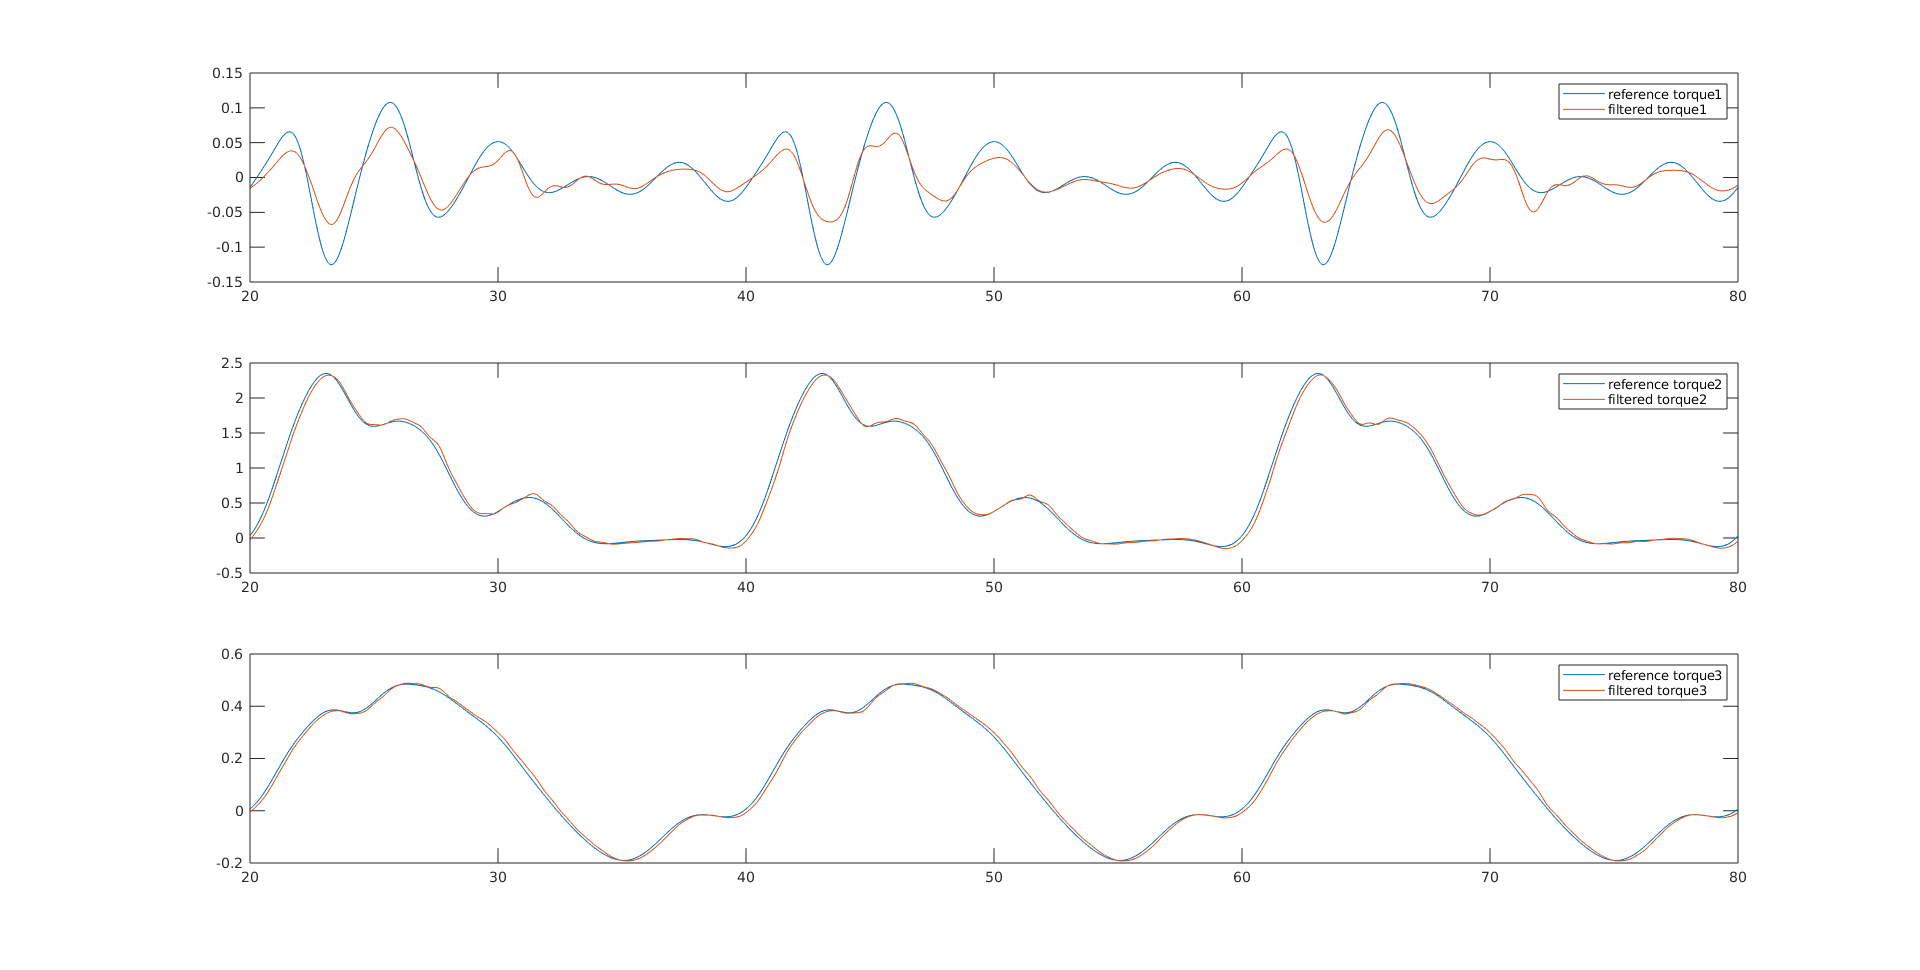 0.15
0.1
0.05
0
-0.05
-0.1
-0.15
20 30 40 50 60 70 80
reference torque1
filtered torque1
2.5
2
1.5
1
0.5
0
-0.5
20 30 40 50 60 70 80
reference torque2
filtered torque2
0.6
0.4
0.2
0
-0.2
20 30 40 50 60 70 80
reference torque3
filtered torque3